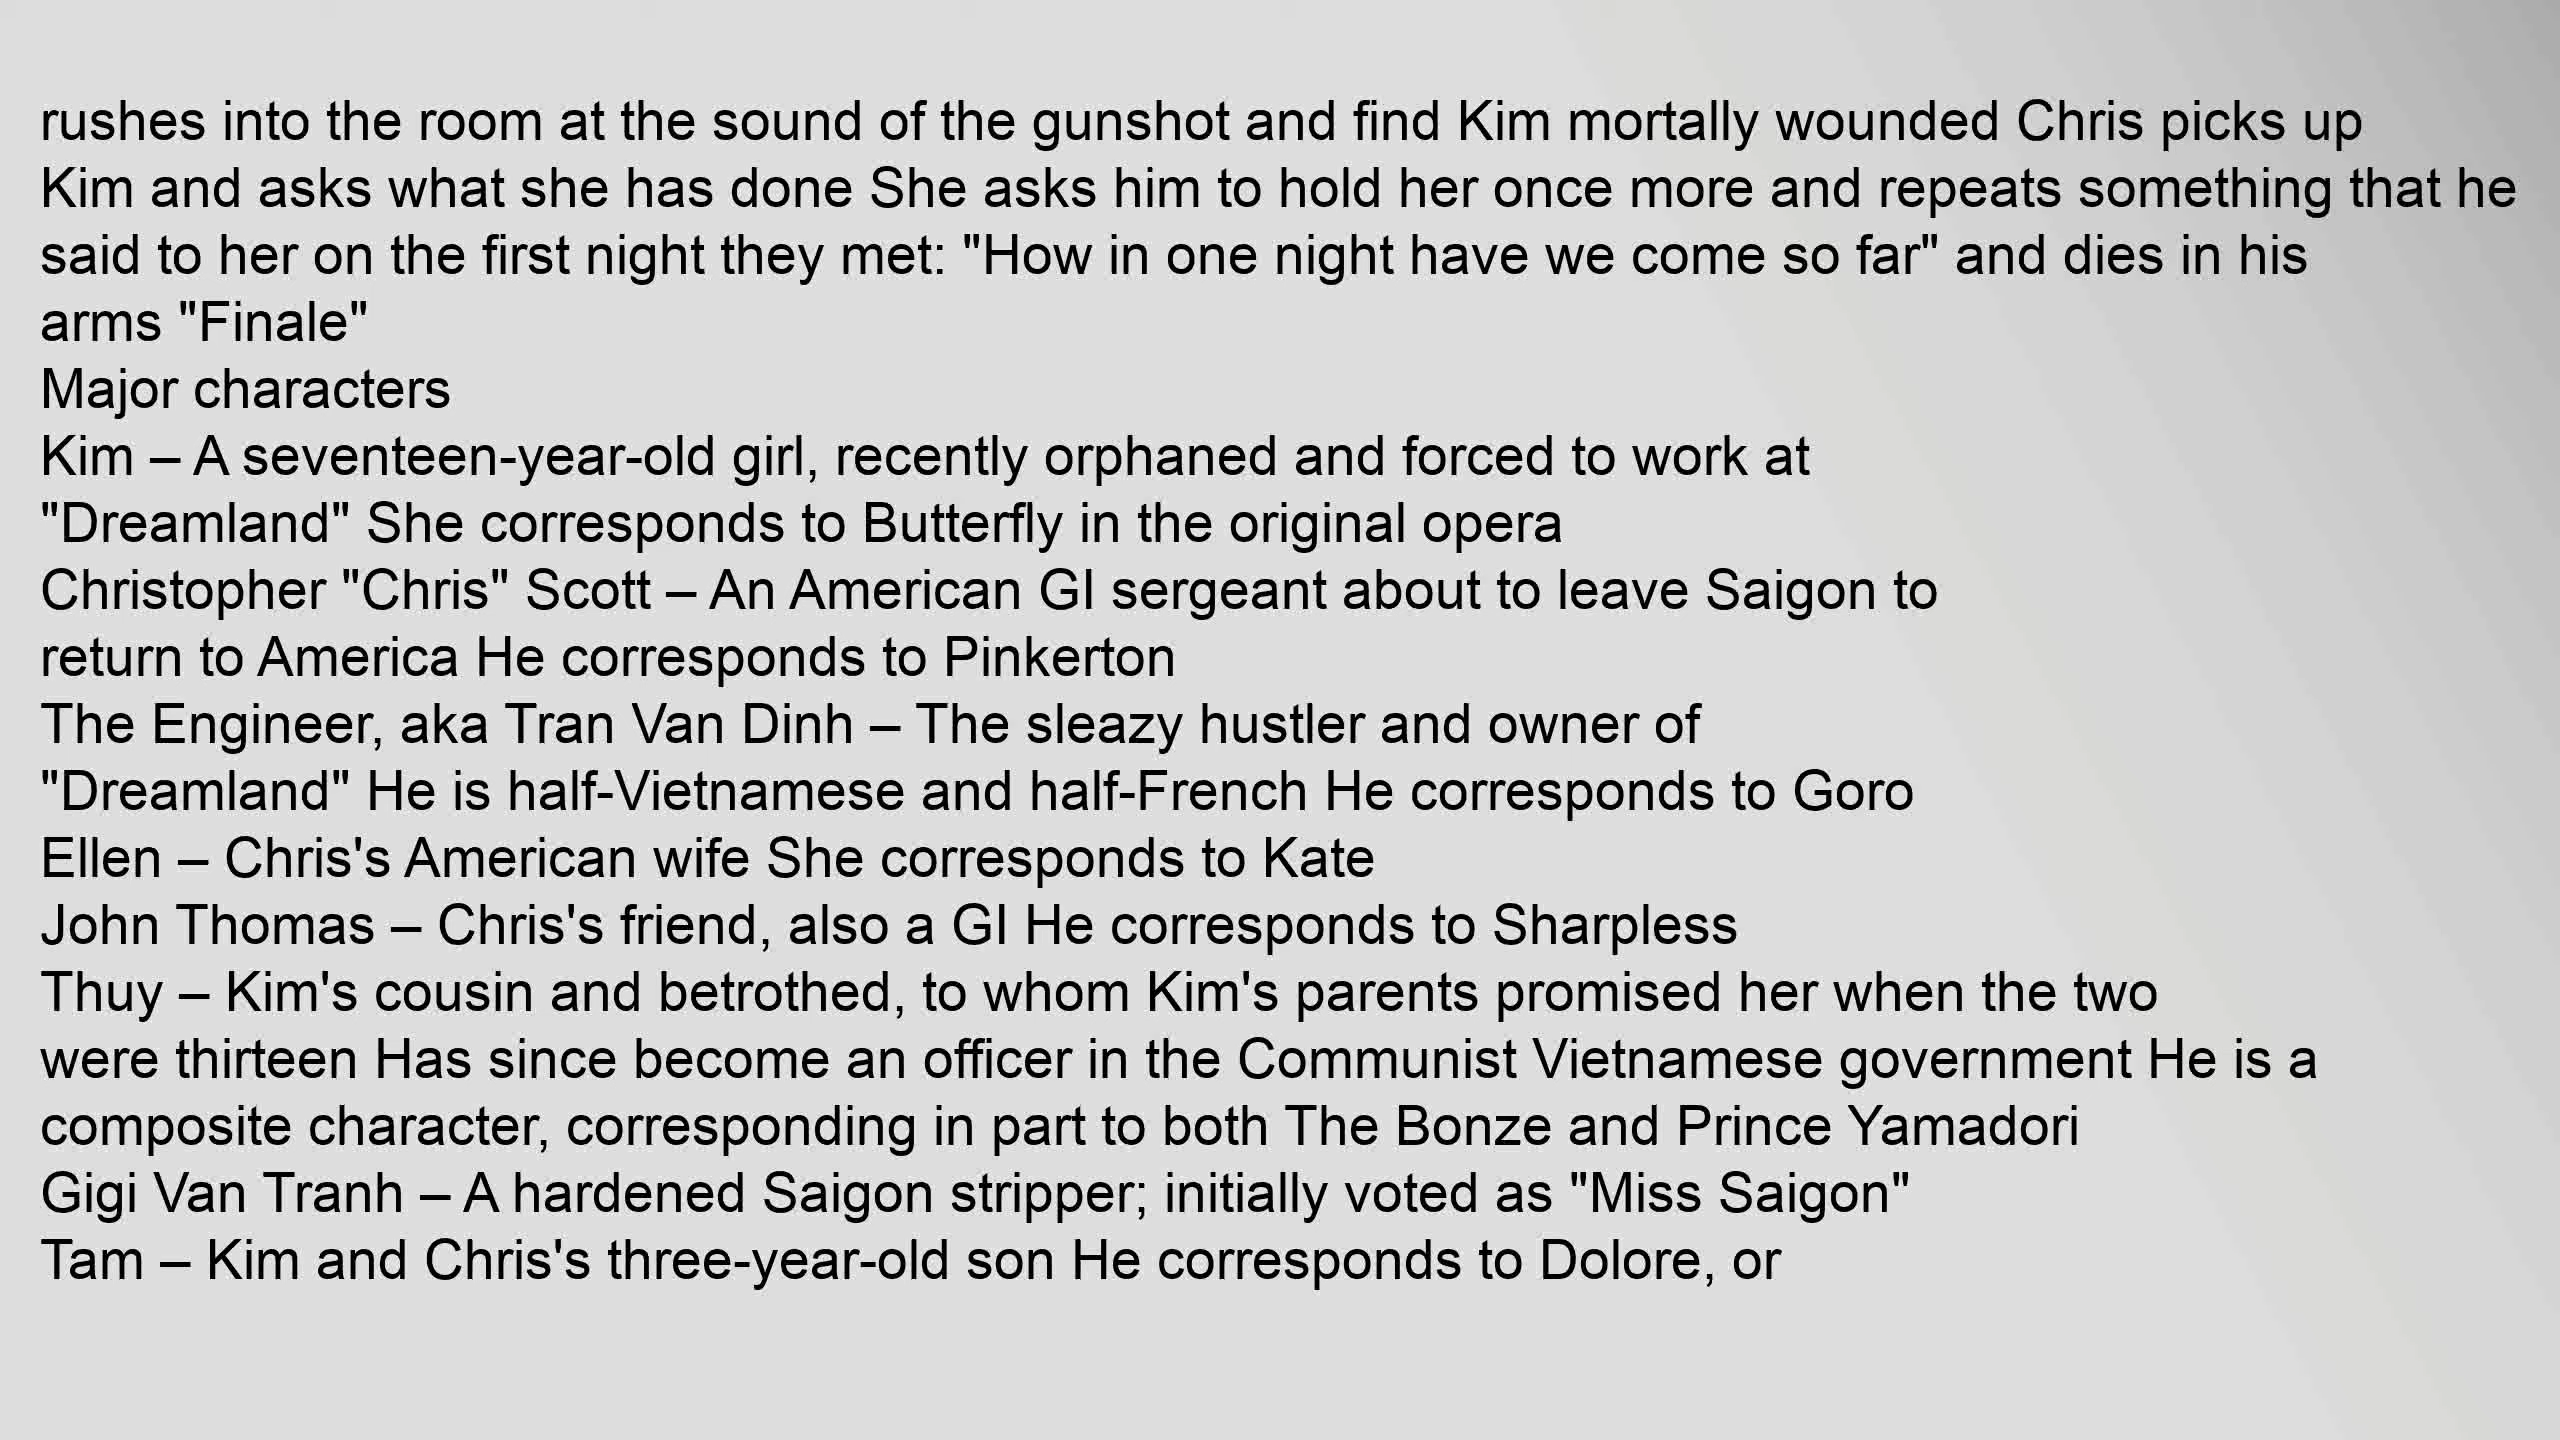 rushes into the room at the sound of the gunshot and find Kim mortally wounded Chris picks up
Kim and asks what she has done She asks him to hold her once more and repeats something that he
said to her on the first night they met: "How in one night have we come so far" and dies in his
arms "Finale"
Major characters
Kim – A seventeen-year-old girl, recently orphaned and forced to work at
"Dreamland" She corresponds to Butterfly in the original opera
Christopher "Chris" Scott – An American GI sergeant about to leave Saigon to
return to America He corresponds to Pinkerton
The Engineer, aka Tran Van Dinh – The sleazy hustler and owner of
"Dreamland" He is half-Vietnamese and half-French He corresponds to Goro
Ellen – Chris's American wife She corresponds to Kate
John Thomas – Chris's friend, also a GI He corresponds to Sharpless
Thuy – Kim's cousin and betrothed, to whom Kim's parents promised her when the two
were thirteen Has since become an officer in the Communist Vietnamese government He is a
composite character, corresponding in part to both The Bonze and Prince Yamadori
Gigi Van Tranh – A hardened Saigon stripper; initially voted as "Miss Saigon"
Tam – Kim and Chris's three-year-old son He corresponds to Dolore, or